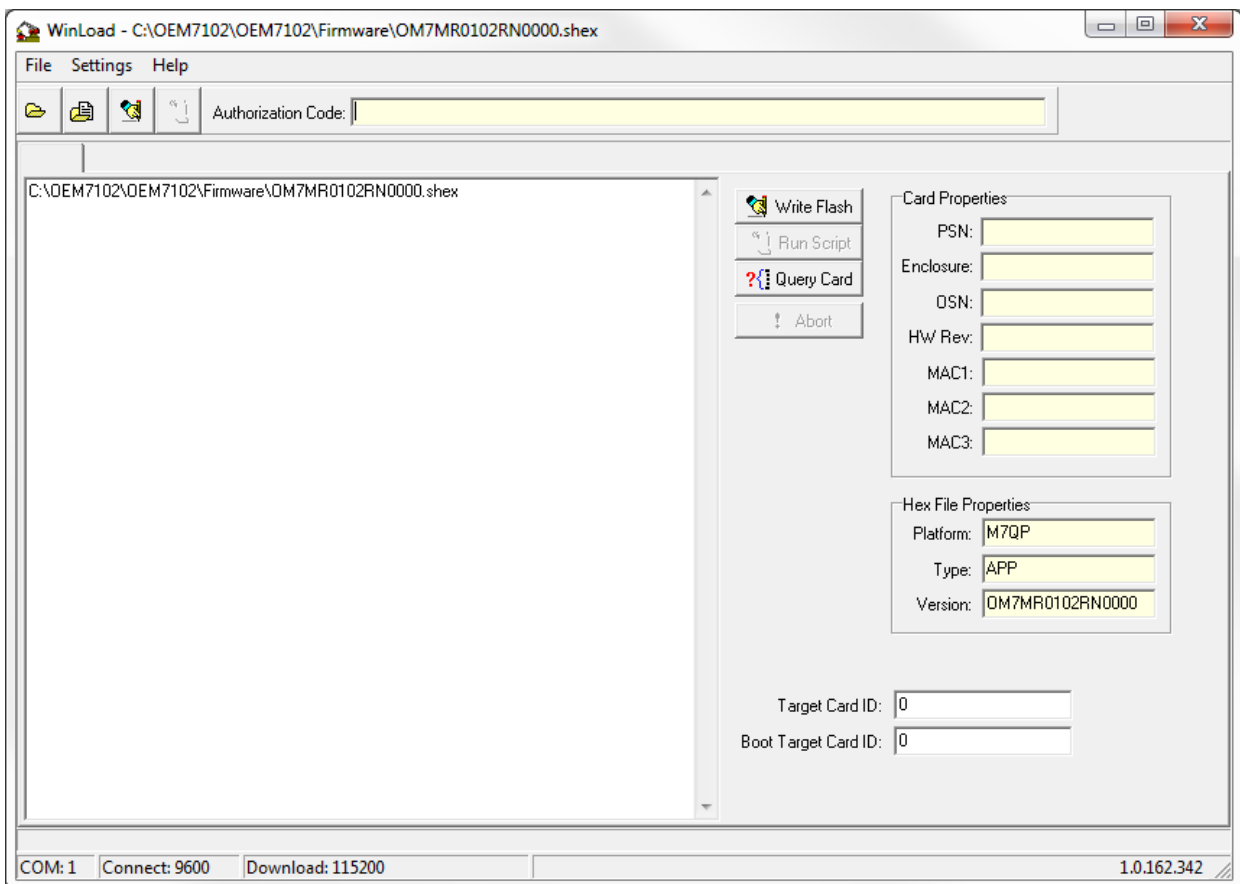 WinLoad - C:\OEM7102\OEM7102\Firmware\OM7MR0102RN0000.shex
File Settings Help
Authorization Code:
C:\OEM7102\OEM7102\Firmware\OM7MR0102RN0000.shex
Write Flash
Run Script
?{ Query Card
! Abort
Card Properties
PSN:
Enclosure:
OSN:
HW Rev:
MAC1:
MAC2:
MAC3:
Hex File Properties
Platform: M7QP
Type: APP
Version: OM7MR0102RN0000
Target Card ID: 0
Boot Target Card ID: 0
COM: 1 Connect: 9600 Download: 115200 1.0.162.342